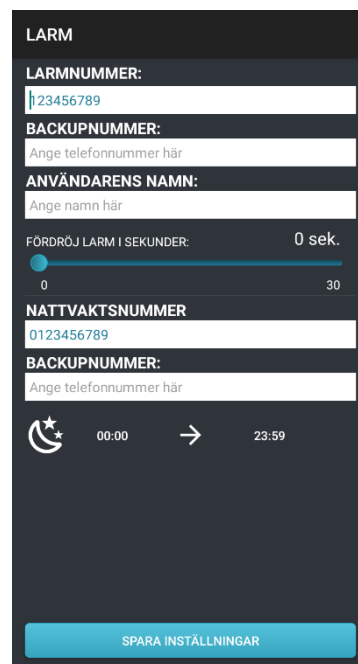 LARM
LARMNUMMER:
123456789
BACKUPNUMMER:
Ange telefonnummer här
ANVÄNDARENS NAMN:
Ange namn här
FÖRDRÖJ LARM I SEKUNDER: 0 sek.
0 30
NATTVAKTSNUMMER
0123456789
BACKUPNUMMER:
Ange telefonnummer här
00:00 → 23:59
SPARA INSTÄLLNINGAR